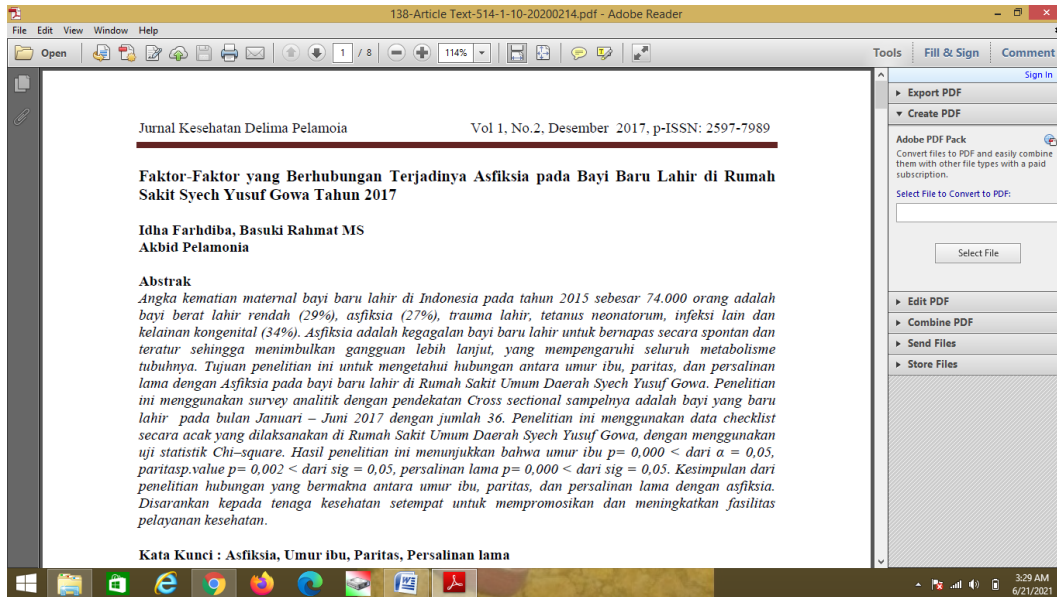 138-Article Text-514-1-10-20200214.pdf - Adobe Reader
File Edit View Window Help
Open 1 / 8 114% Tools Fill & Sign Comment
Sign In
Export PDF
Create PDF
Adobe PDF Pack
Convert files to PDF and easily combine
them with other file types with a paid
subscription.
Select File to Convert to PDF:
Select File
Edit PDF
Combine PDF
Send Files
Store Files
Jurnal Kesehatan Delima Pelamoia Vol 1, No.2, Desember 2017, p-ISSN: 2597-7989
Faktor-Faktor yang Berhubungan Terjadinya Asfiksia pada Bayi Baru Lahir di Rumah
Sakit Syech Yusuf Gowa Tahun 2017
Idha Farhdiba, Basuki Rahmat MS
Akbid Pelamonia
Abstrak
Angka kematian maternal bayi baru lahir di Indonesia pada tahun 2015 sebesar 74.000 orang adalah
bayi berat lahir rendah (29%), asfiksia (27%), trauma lahir, tetanus neonatorum, infeksi lain dan
kelainan kongenital (34%). Asfiksia adalah kegagalan bayi baru lahir untuk bernapas secara spontan dan
teratur sehingga menimbulkan gangguan lebih lanjut, yang mempengaruhi seluruh metabolisme
tubuhnya. Tujuan penelitian ini untuk mengetahui hubungan antara umur ibu, paritas, dan persalinan
lama dengan Asfiksia pada bayi baru lahir di Rumah Sakit Umum Daerah Syech Yusuf Gowa. Penelitian
ini menggunakan survey analitik dengan pendekatan Cross sectional sampelnya adalah bayi yang baru
lahir pada bulan Januari – Juni 2017 dengan jumlah 36. Penelitian ini menggunakan data checklist
secara acak yang dilaksanakan di Rumah Sakit Umum Daerah Syech Yusuf Gowa, dengan menggunakan
uji statistik Chi–square. Hasil penelitian ini menunjukkan bahwa umur ibu p= 0,000 < dari α = 0,05,
paritasp.value p= 0,002 < dari sig = 0,05, persalinan lama p= 0,000 < dari sig = 0,05. Kesimpulan dari
penelitian hubungan yang bermakna antara umur ibu, paritas, dan persalinan lama dengan asfiksia.
Disarankan kepada tenaga kesehatan setempat untuk mempromosikan dan meningkatkan fasilitas
pelayanan kesehatan.
Kata Kunci : Asfiksia, Umur ibu, Paritas, Persalinan lama
3:29 AM
6/21/2021